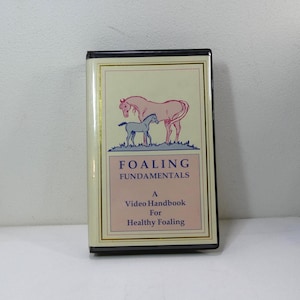 FOALING
FUNDAMENTALS
A
Video Handbook
For
Healthy Foaling